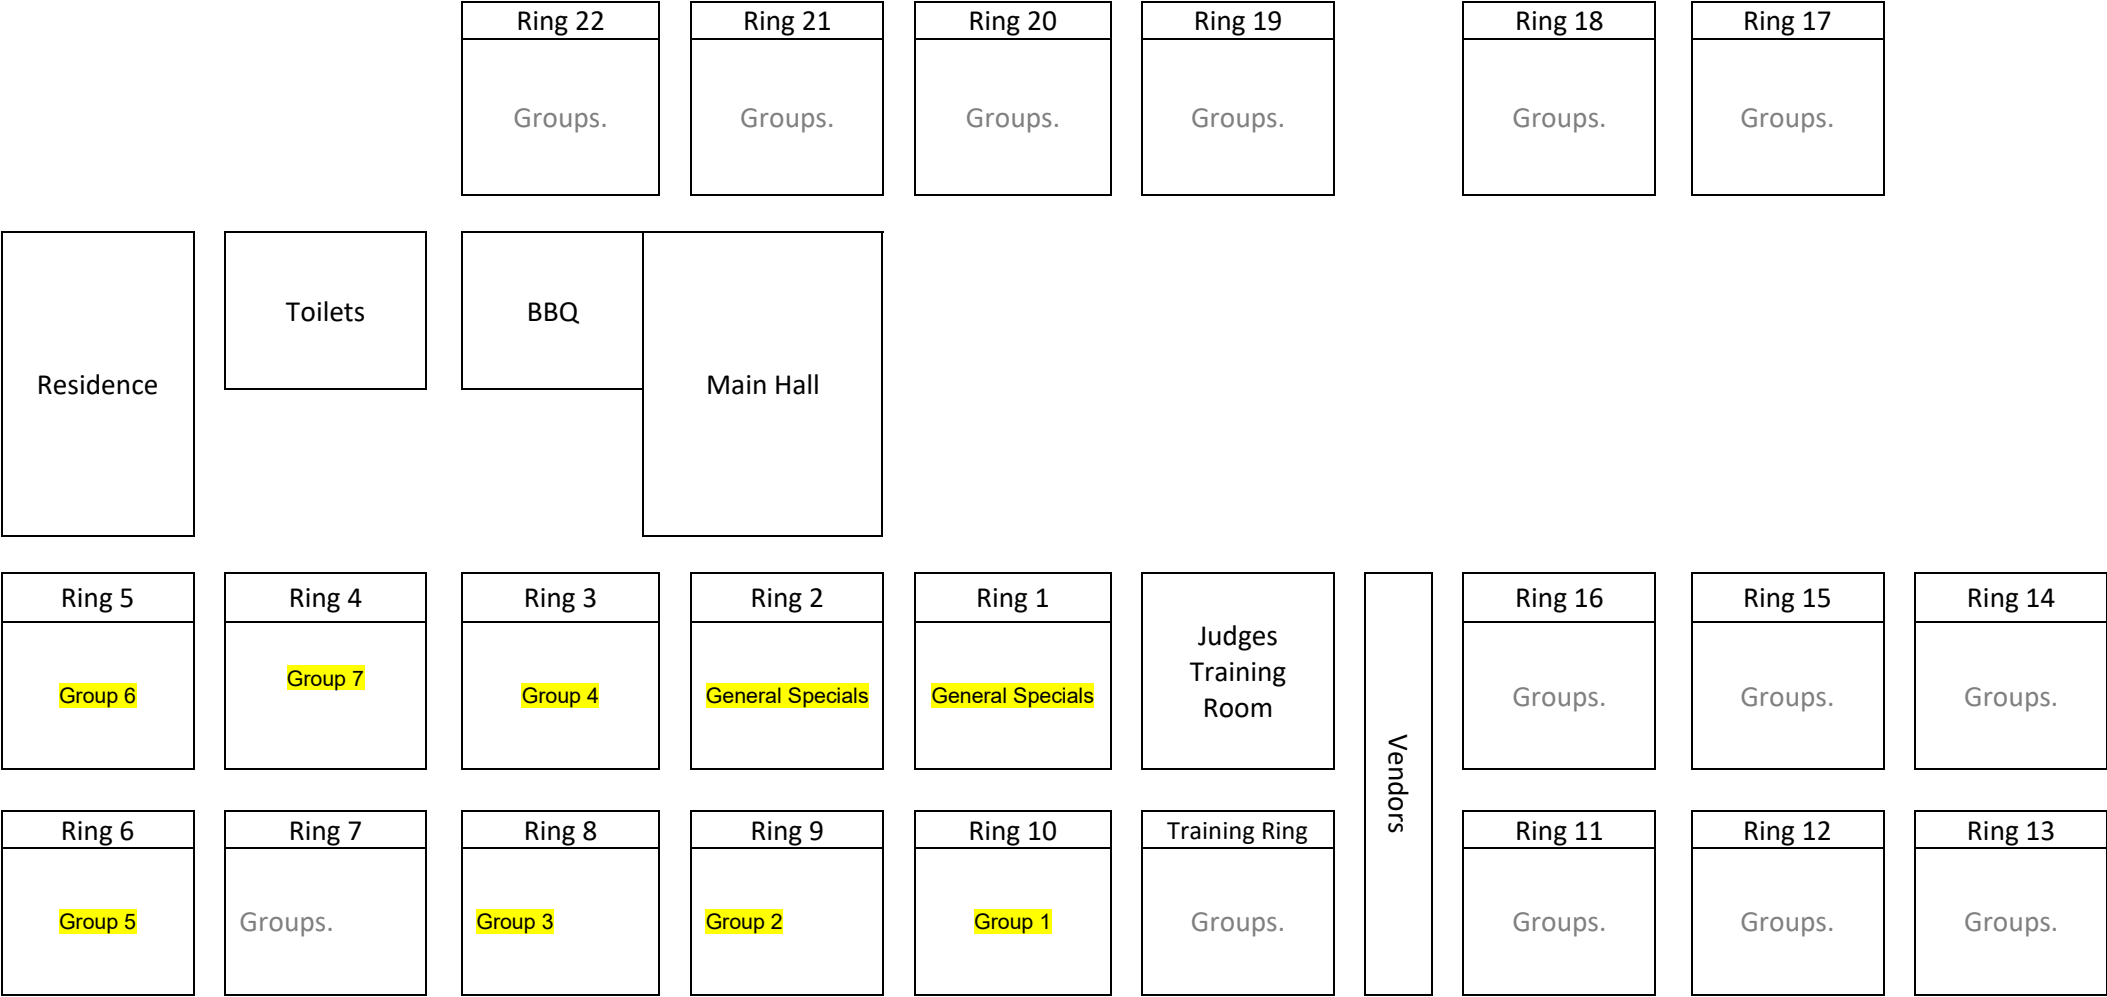 Ring 22
Ring 21
Ring 20
Ring 19
Ring 18
Ring 17
Groups.
Groups.
Groups.
Groups.
Groups.
Groups.
Residence
Toilets
BBQ
Main Hall
Ring 5
Ring 4
Ring 3
Ring 2
Ring 1
Judges
Training
Room
Vendors
Ring 16
Ring 15
Ring 14
Group 6
Group 7
Group 4
General Specials
General Specials
Groups.
Groups.
Groups.
Ring 6
Ring 7
Ring 8
Ring 9
Ring 10
Training Ring
Ring 11
Ring 12
Ring 13
Group 5
Groups.
Group 3
Group 2
Group 1
Groups.
Groups.
Groups.
Groups.